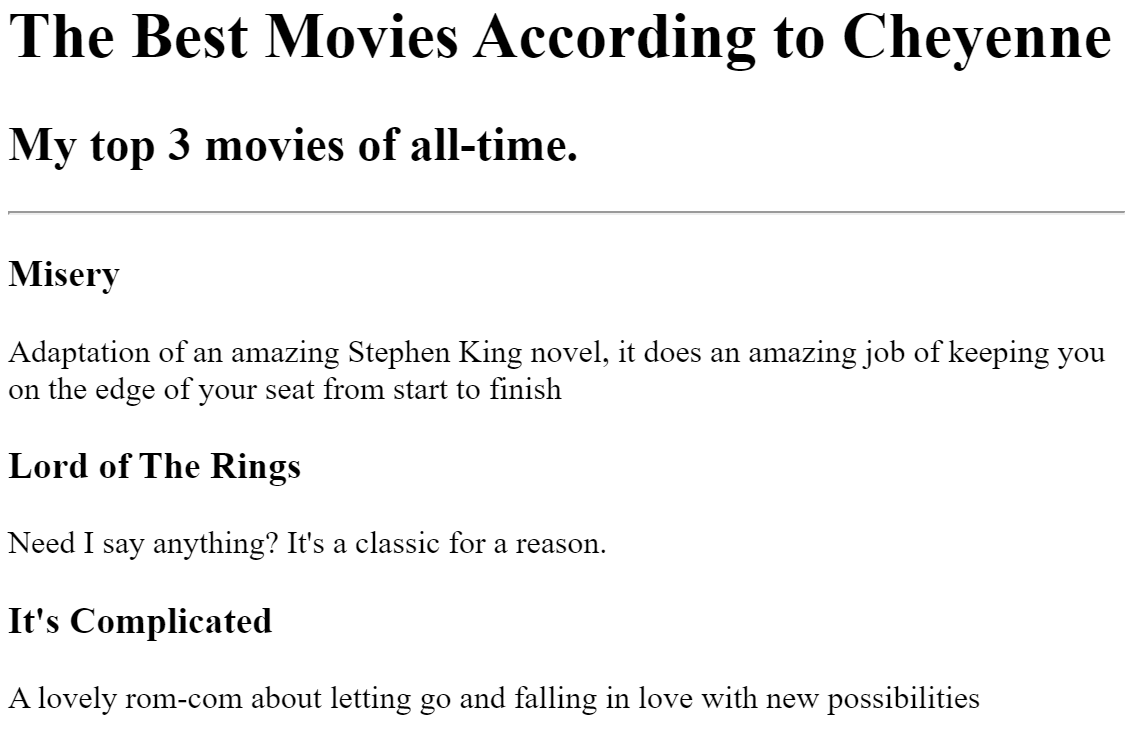 The Best Movies According to Cheyenne
My top 3 movies of all-time.
Misery
Adaptation of an amazing Stephen King novel, it does an amazing job of keeping you
on the edge of your seat from start to finish
Lord of The Rings
Need I say anything? It's a classic for a reason.
It's Complicated
A lovely rom-com about letting go and falling in love with new possibilities